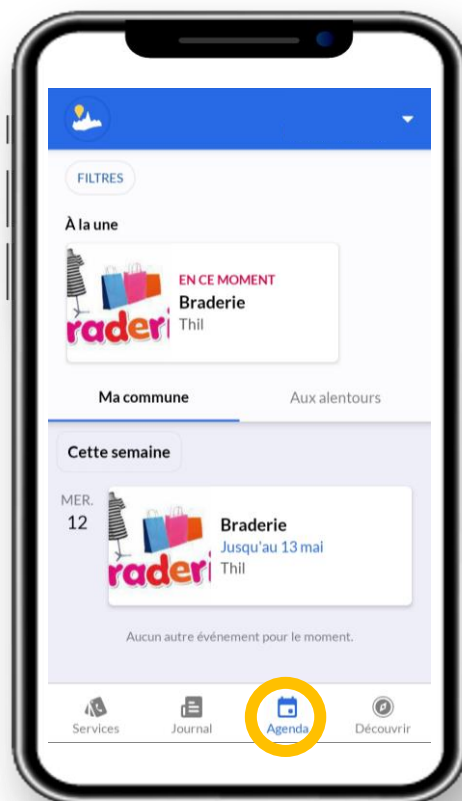 FILTRES
À la une
EN CE MOMENT
Braderie
Thil
raderi
Ma commune
Aux alentours
Cette semaine
MER.
12
Braderie
Jusqu'au 13 mai
Thil
raderi
Aucun autre événement pour le moment.
Services
Journal
Agenda
Découvrir